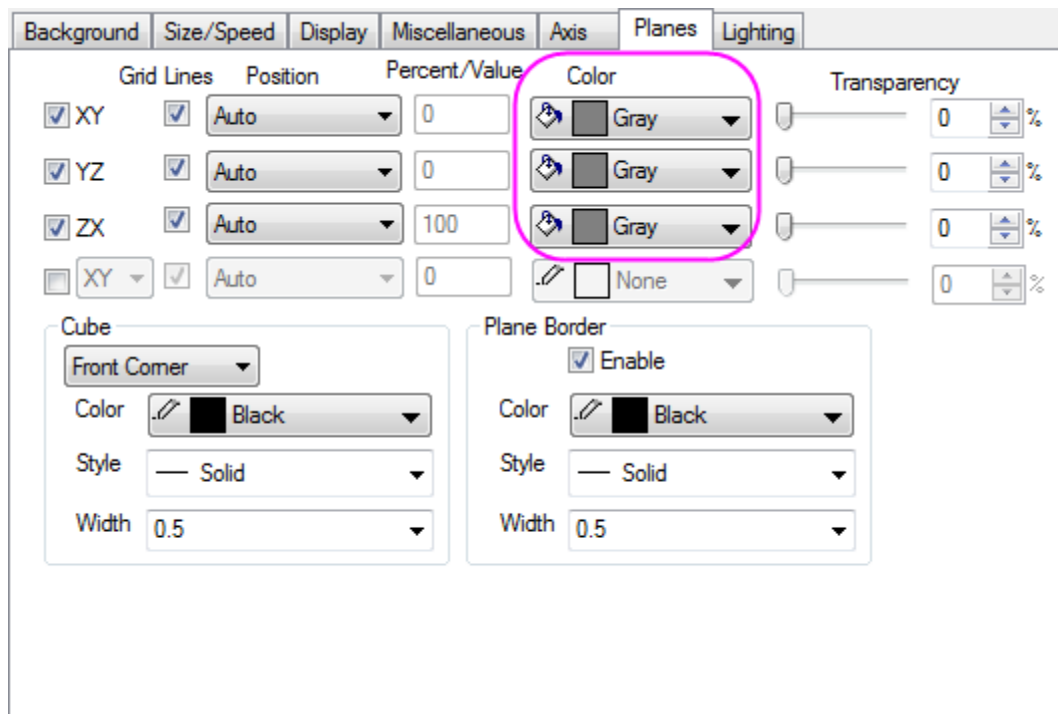 Background Size/Speed Display Miscellaneous Axis Planes Lighting
Grid Lines Position Percent/Value Color Transparency
XY Auto 0 Gray 0 %
YZ Auto 0 Gray 0 %
ZX Auto 100 Gray 0 %
XY Auto 0 None 0 %
Cube Plane Border
Front Corner Enable
Color Black Color Black
Style Solid Style Solid
Width 0.5 Width 0.5